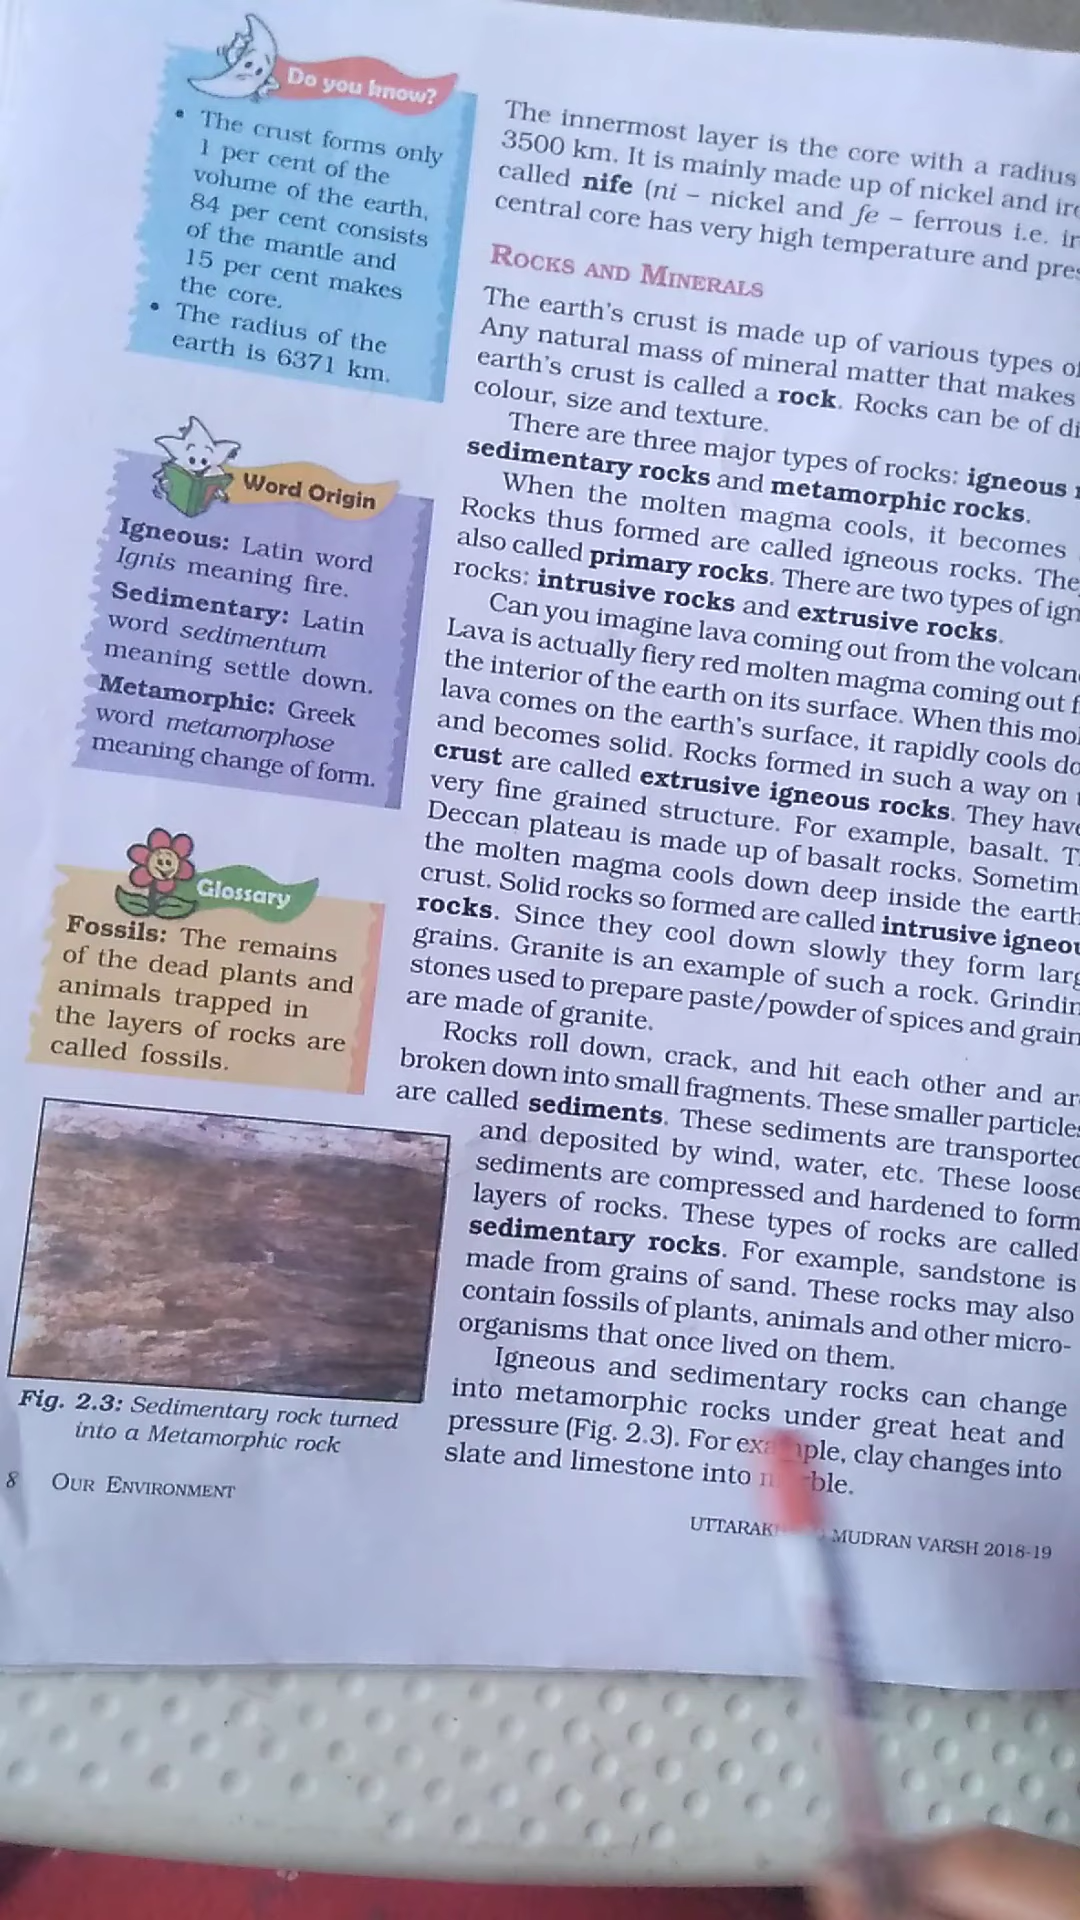 Do you know?
• The crust forms only
1 per cent of the
volume of the earth,
84 per cent consists
of the mantle and
15 per cent makes
the core.
• The radius of the
earth is 6371 km.
Word Origin
Igneous: Latin word
Ignis meaning fire.
Sedimentary: Latin
word sedimentum
meaning settle down.
Metamorphic: Greek
word metamorphose
meaning change of form.
Glossary
Fossils: The remains
of the dead plants and
animals trapped in
the layers of rocks are
called fossils.
Fig. 2.3: Sedimentary rock turned
into a Metamorphic rock
8 OUR ENVIRONMENT
The innermost layer is the core with a radius
3500 km. It is mainly made up of nickel and
called nife (ni – nickel and fe – ferrous i.e.
central core has very high temperature and
ROCKS AND MINERALS
The earth's crust is made up of various types
Any natural mass of mineral matter that makes
earth's crust is called a rock. Rocks can be of
colour, size and texture.
There are three major types of rocks: igneous
sedimentary rocks and metamorphic rocks.
When the molten magma cools, it becomes
Rocks thus formed are called igneous rocks.
also called primary rocks. There are two types of
rocks: intrusive rocks and extrusive rocks.
Can you imagine lava coming out from the
Lava is actually fiery red molten magma coming out
the interior of the earth on its surface. When this
lava comes on the earth's surface, it rapidly cools
and becomes solid. Rocks formed in such a way on
crust are called extrusive igneous rocks. They
very fine grained structure. For example, basalt.
Deccan plateau is made up of basalt rocks.
the molten magma cools down deep inside the
crust. Solid rocks so formed are called intrusive
rocks. Since they cool down slowly they form
grains. Granite is an example of such a rock.
stones used to prepare paste/powder of spices and
are made of granite.
Rocks roll down, crack, and hit each other and
broken down into small fragments. These smaller
are called sediments. These sediments are
and deposited by wind, water, etc. These loose
sediments are compressed and hardened to form
layers of rocks. These types of rocks are called
sedimentary rocks. For example, sandstone is
made from grains of sand. These rocks may also
contain fossils of plants, animals and other micro-
organisms that once lived on them.
Igneous and sedimentary rocks can change
into metamorphic rocks under great heat and
pressure (Fig. 2.3). For example, clay changes into
slate and limestone into marble.
MUDRAN VARSH 2018-19